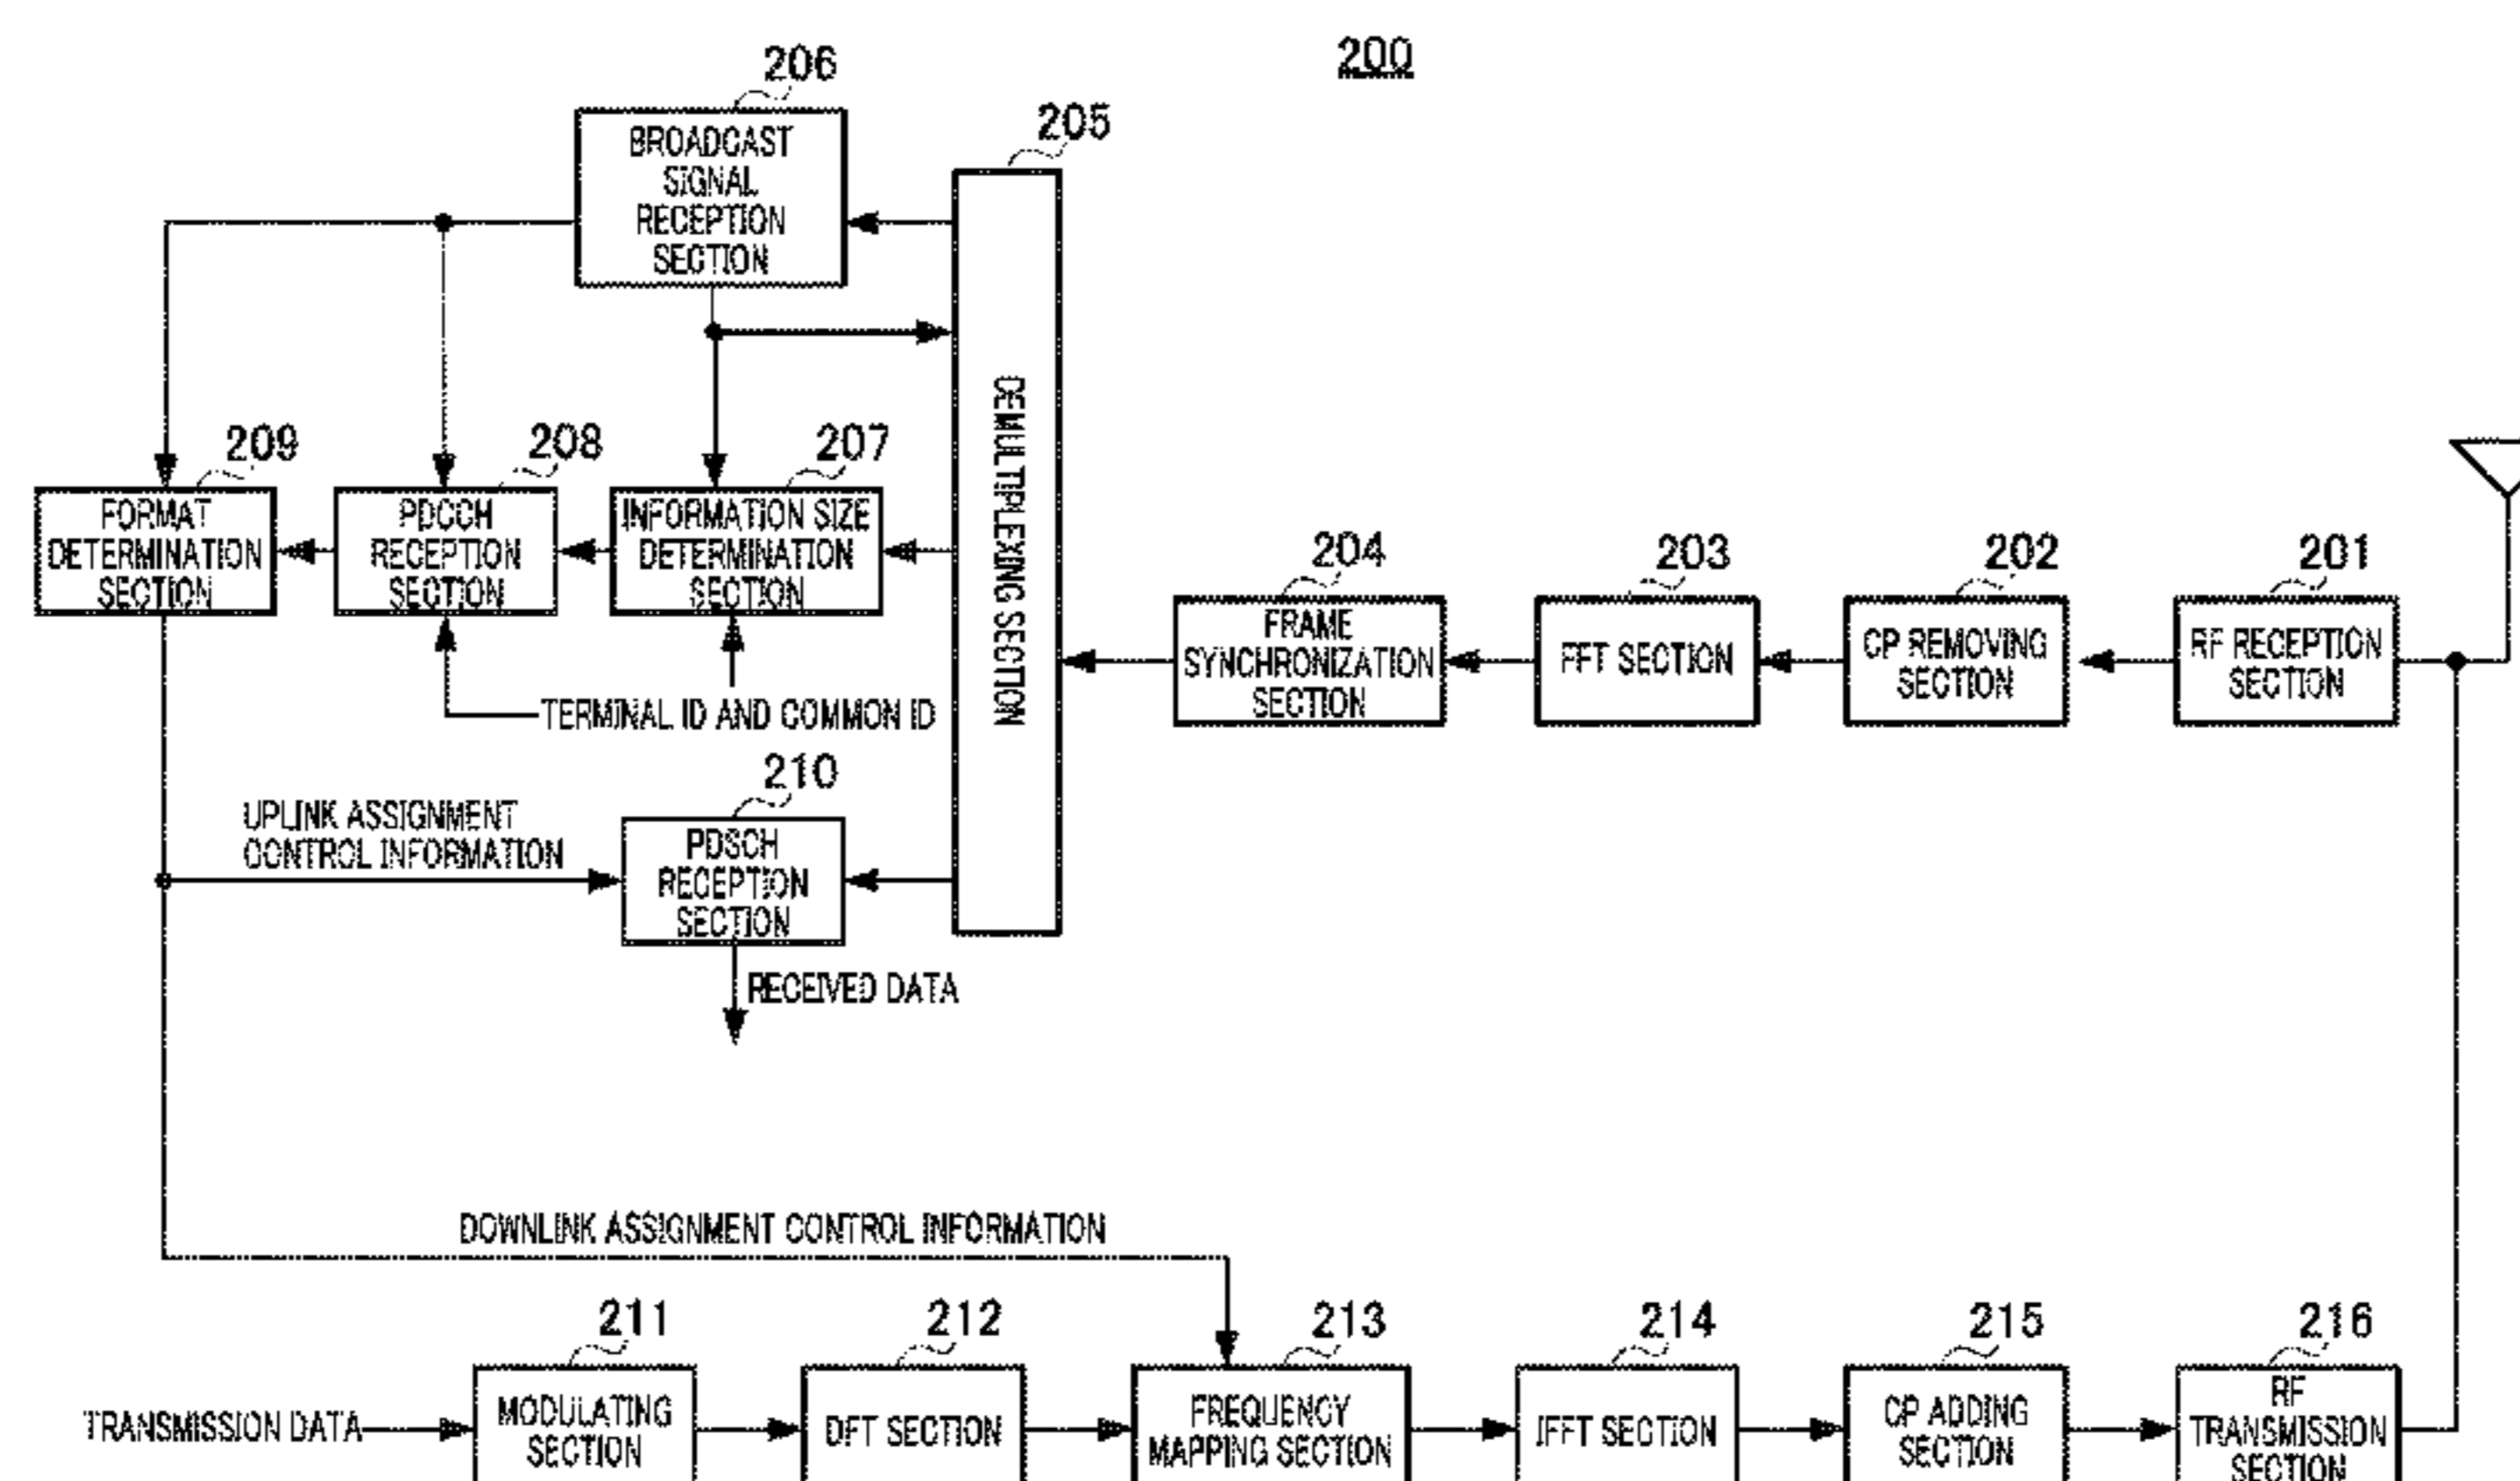 200
206
BROADCAST
SIGNAL
RECEPTION
SECTION
205
DEMULTIPLEXING SECTION
209
FORMAT
DETERMINATION
SECTION
208
PDCCH
RECEPTION
SECTION
207
INFORMATION SIZE
DETERMINATION
SECTION
204
FRAME
SYNCHRONIZATION
SECTION
203
FFT SECTION
202
CP REMOVING
SECTION
201
RF RECEPTION
SECTION
TERMINAL ID AND COMMON ID
210
PDSCH
RECEPTION
SECTION
UPLINK ASSIGNMENT
CONTROL INFORMATION
RECEIVED DATA
DOWNLINK ASSIGNMENT CONTROL INFORMATION
TRANSMISSION DATA
211
MODULATING
SECTION
212
DFT SECTION
213
FREQUENCY
MAPPING SECTION
214
IFFT SECTION
215
CP ADDING
SECTION
216
RF
TRANSMISSION
SECTION